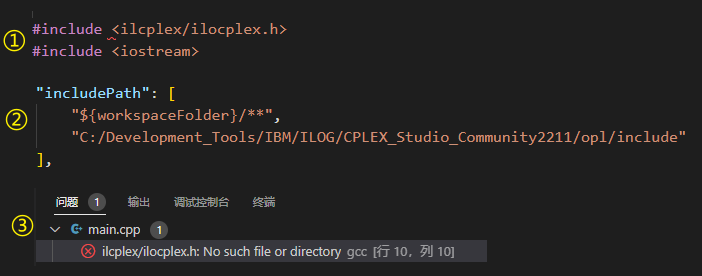 ① #include <ilcplex/ilocplex.h>
#include <iostream>
"includePath": [
② "${workspaceFolder}/**",
"C:/Development_Tools/IBM/ILOG/CPLEX_Studio_Community2211/opl/include"
],
问题 1 输出 调试控制台 终端
③ main.cpp 1
ilcplex/ilocplex.h: No such file or directory gcc [行 10，列 10]